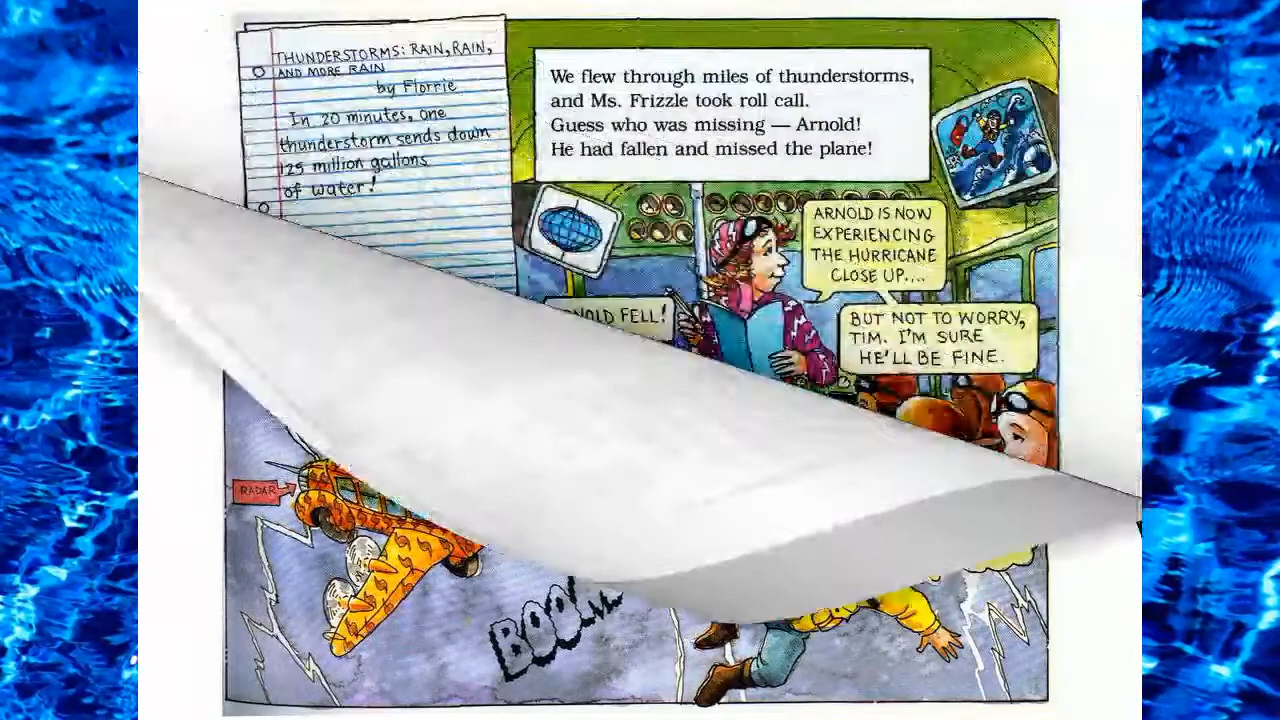 THUNDERSTORMS: RAIN, RAIN,
AND MORE RAIN
by Florrie
In 20 minutes, one
thunderstorm sends down
125 million gallons
of water!
We flew through miles of thunderstorms,
and Ms. Frizzle took roll call.
Guess who was missing — Arnold!
He had fallen and missed the plane!
ARNOLD IS NOW
EXPERIENCING
THE HURRICANE
CLOSE UP....
FELL!
BUT NOT TO WORRY,
TIM. I'M SURE
HE'LL BE FINE.
RADAR